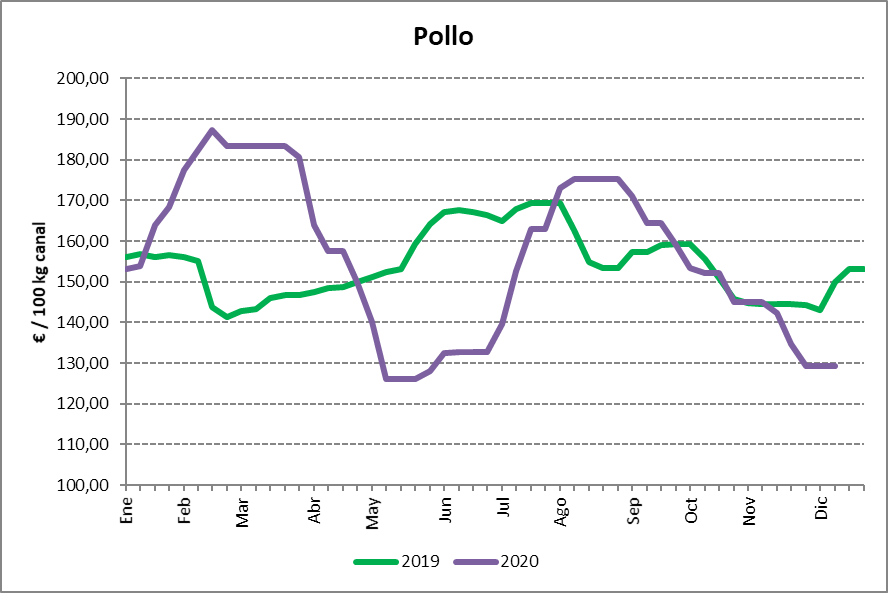 Pollo
€ / 100 kg canal
200,00
190,00
180,00
170,00
160,00
150,00
140,00
130,00
120,00
110,00
100,00
Ene
Feb
Mar
Abr
May
Jun
Jul
Ago
Sep
Oct
Nov
Dic
2019
2020